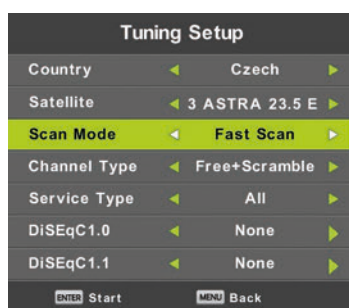 Tuning Setup
Country Czech
Satellite 3 ASTRA 23.5 E
Scan Mode Fast Scan
Channel Type Free+Scramble
Service Type All
DiSEqC1.0 None
DiSEqC1.1 None
ENTER Start MENU Back